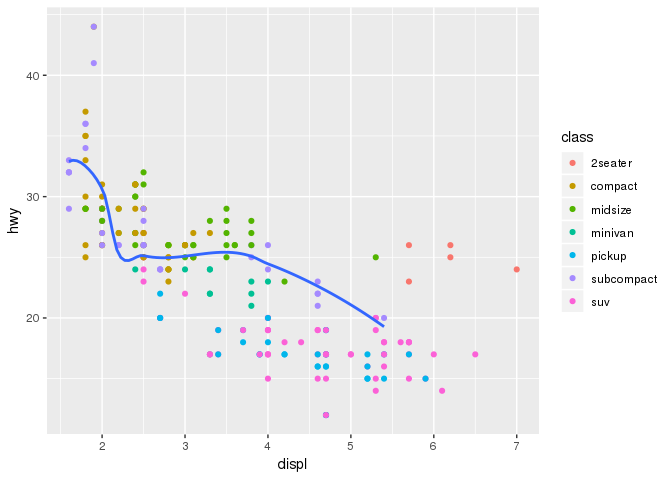 40
30
20
hwy
2 3 4 5 6 7
displ
class
2seater
compact
midsize
minivan
pickup
subcompact
suv